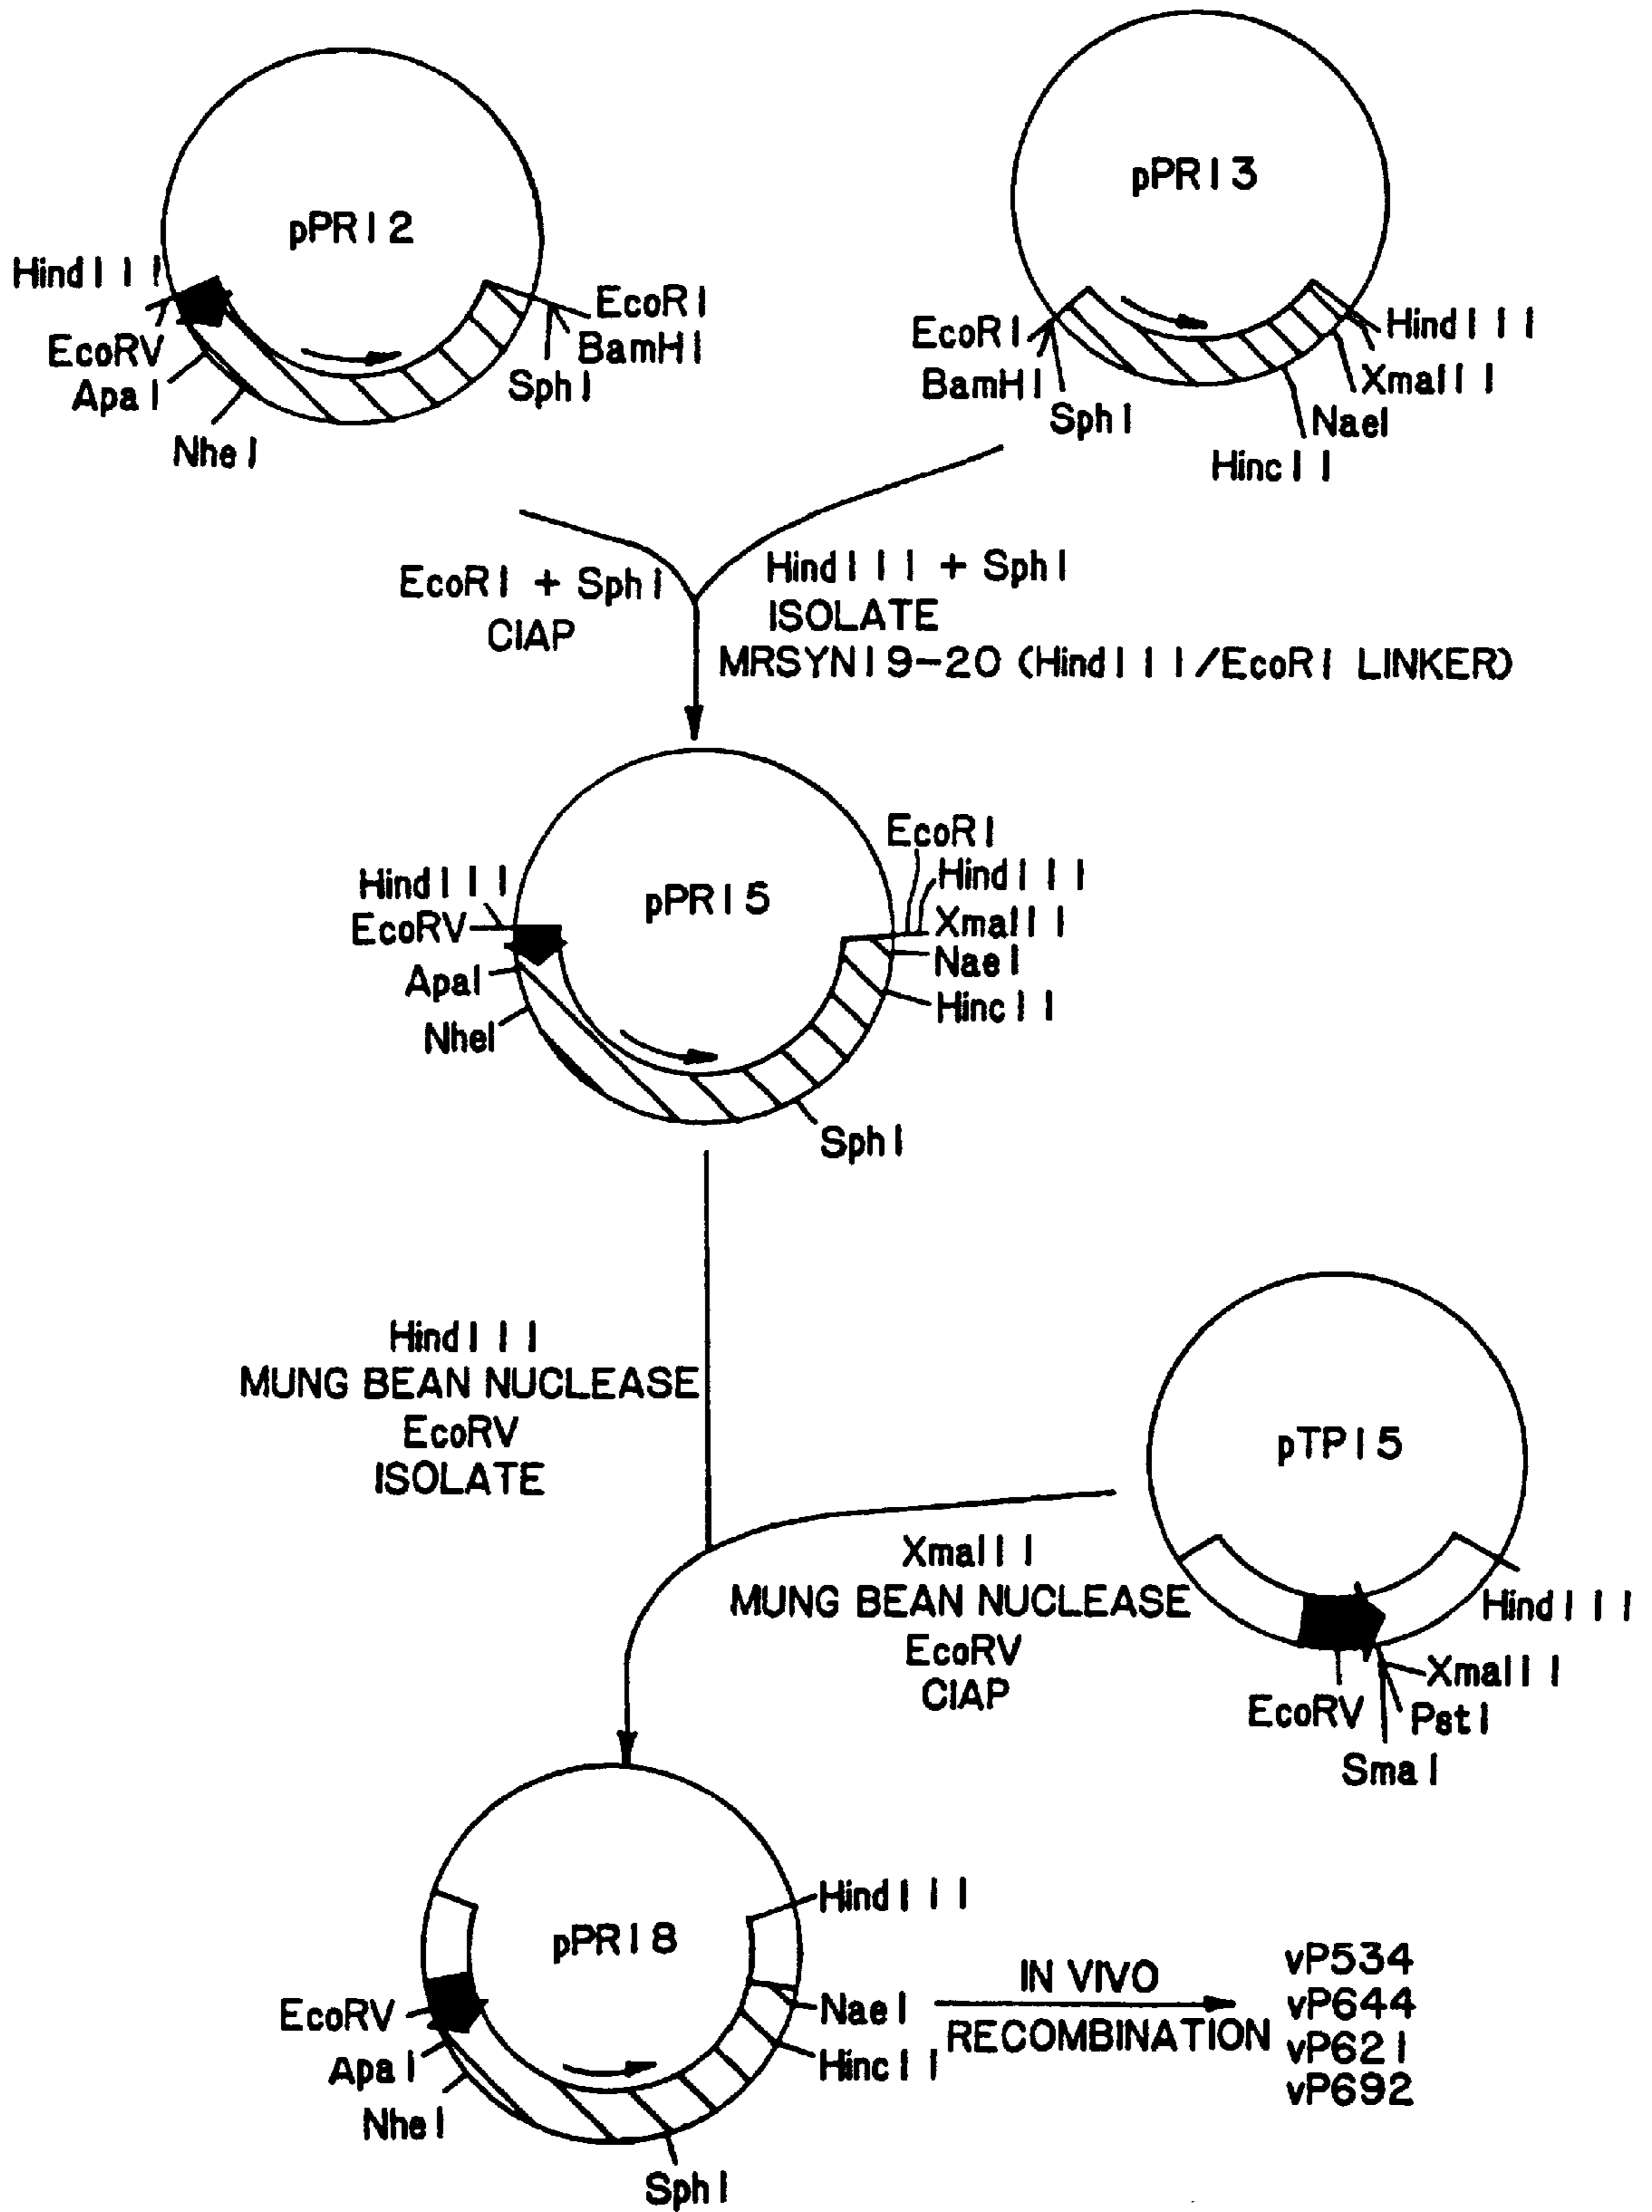 pPR12
HindIII
EcoRV
ApaI
NheI
EcoRI
BamHI
SphI
pPR13
EcoRI
BamHI
SphI
HindIII
XmaIII
NaeI
HincII
EcoRI + SphI
CIAP
HindIII + SphI
ISOLATE
MRSYN19-20 (HindIII/EcoRI LINKER)
pPR15
HindIII
EcoRV
ApaI
NheI
EcoRI
HindIII
XmaIII
NaeI
HincII
SphI
HindIII
MUNG BEAN NUCLEASE
EcoRV
ISOLATE
pTP15
HindIII
XmaIII
PstI
EcoRV
SmaI
XmaIII
MUNG BEAN NUCLEASE
EcoRV
CIAP
pPR18
HindIII
EcoRV
ApaI
NheI
NaeI
HincII
SphI
IN VIVO
RECOMBINATION
vP534
vP644
vP621
vP692